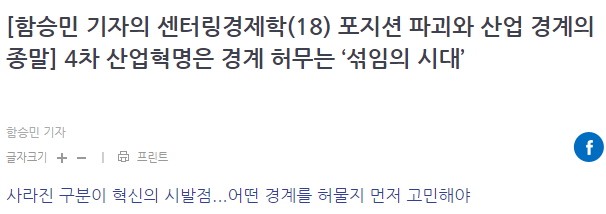 [함승민 기자의 센터링경제학(18) 포지션 파괴와 산업 경계의
종말] 4차 산업혁명은 경계 허무는 ‘섞임의 시대’
함승민 기자
글자크기 + − | 프린트
f
사라진 구분이 혁신의 시발점...어떤 경계를 허물지 먼저 고민해야